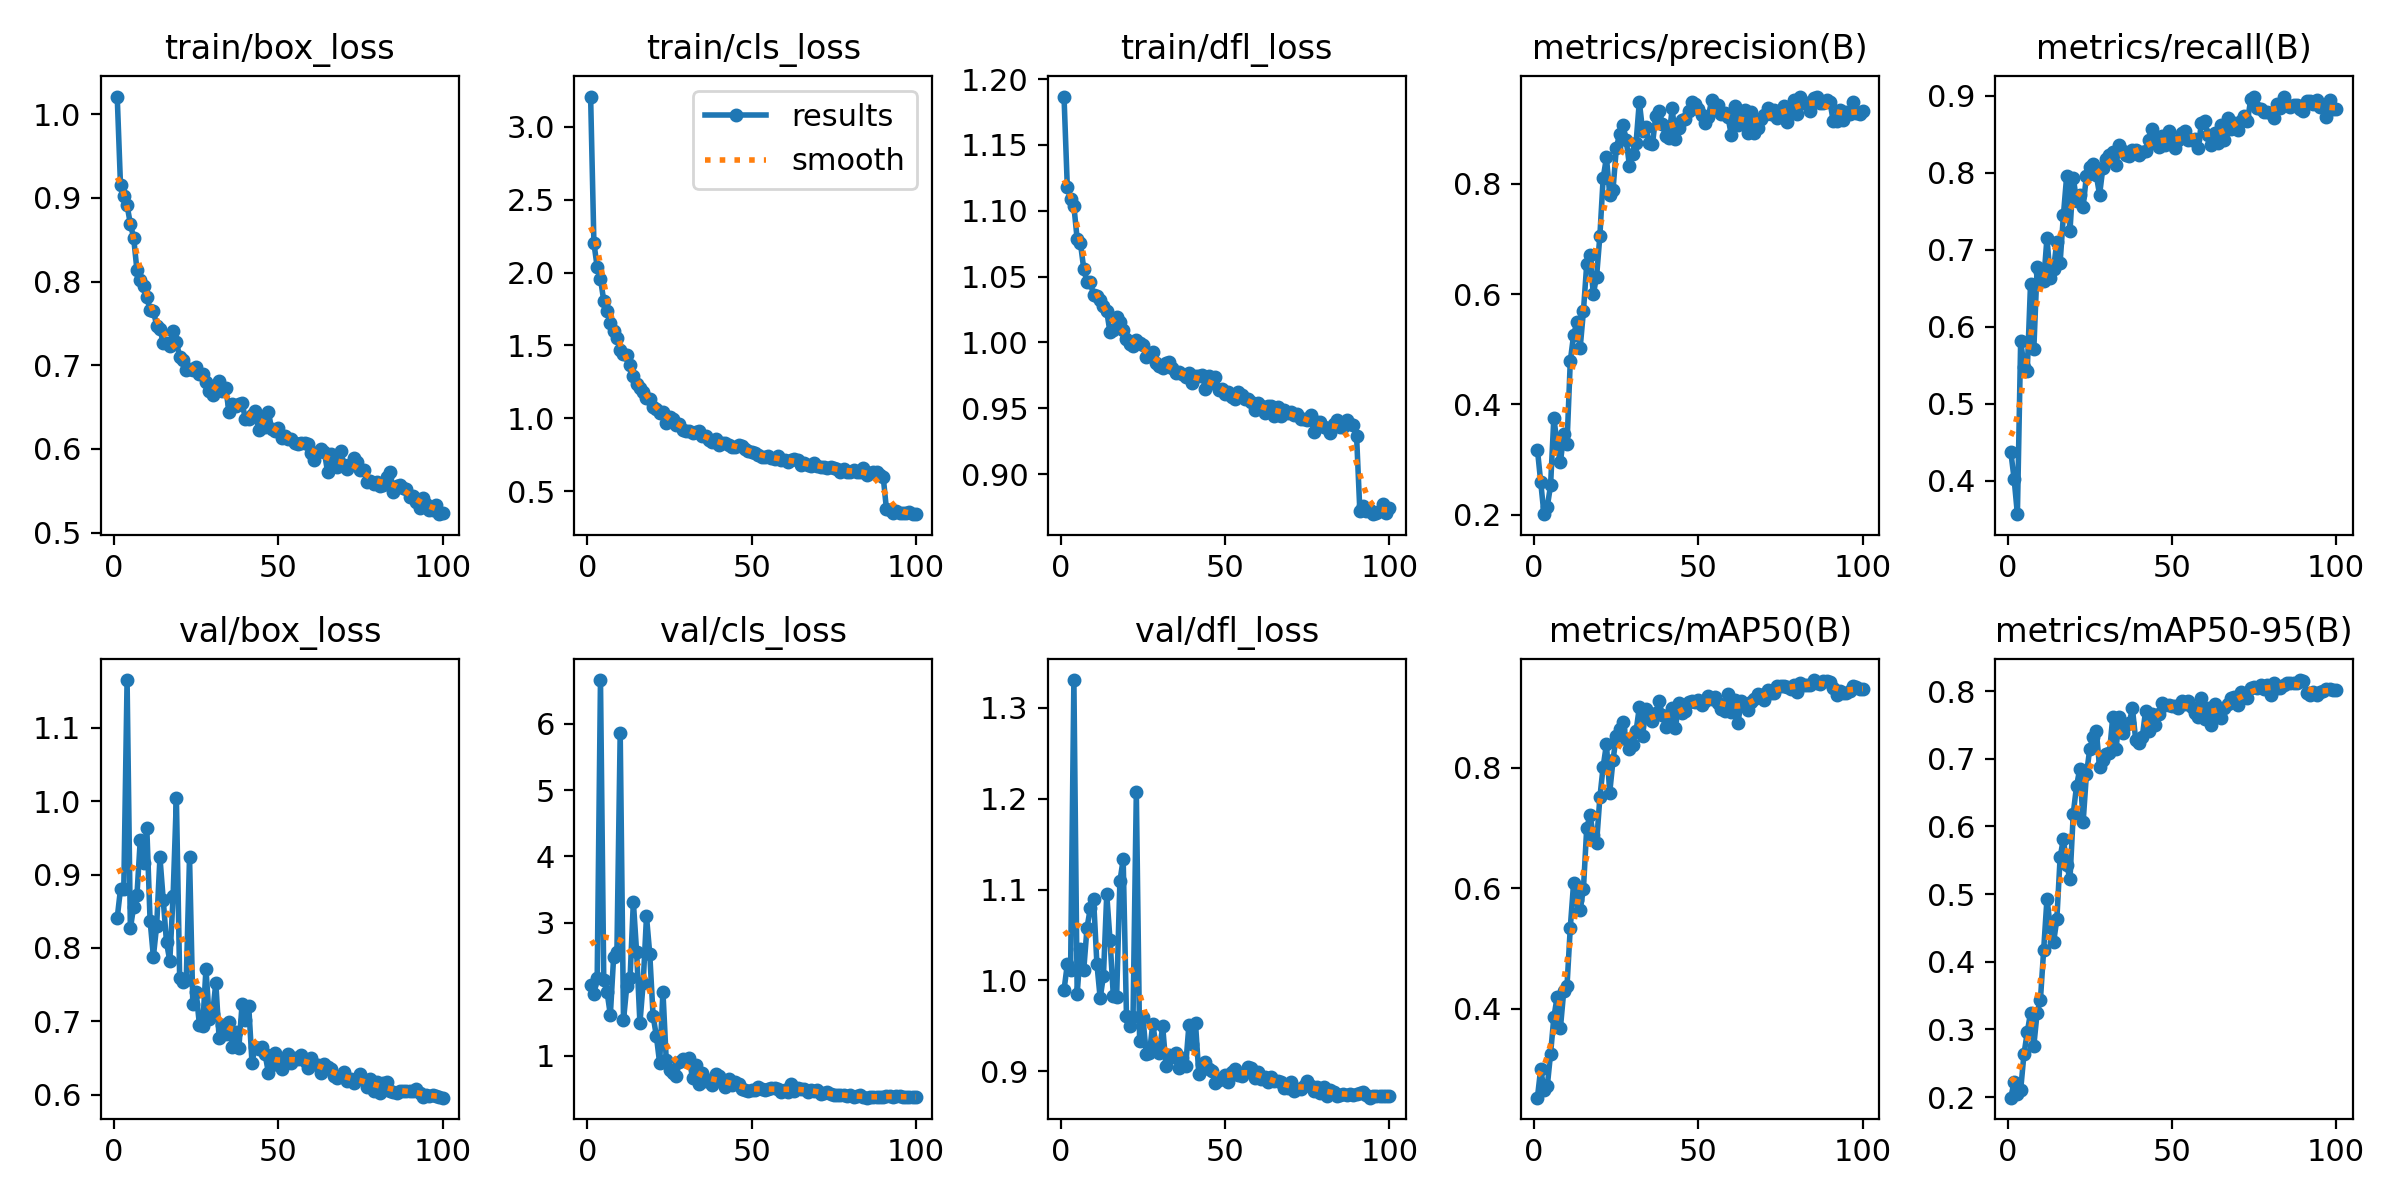 train/box_loss
1.0
0.9
0.8
0.7
0.6
0.5
0 50 100
train/cls_loss
results
smooth
3.0
2.5
2.0
1.5
1.0
0.5
0 50 100
train/dfl_loss
1.20
1.15
1.10
1.05
1.00
0.95
0.90
0 50 100
metrics/precision(B)
0.8
0.6
0.4
0.2
0 50 100
metrics/recall(B)
0.9
0.8
0.7
0.6
0.5
0.4
0 50 100
val/box_loss
1.1
1.0
0.9
0.8
0.7
0.6
0 50 100
val/cls_loss
6
5
4
3
2
1
0 50 100
val/dfl_loss
1.3
1.2
1.1
1.0
0.9
0 50 100
metrics/mAP50(B)
0.8
0.6
0.4
0 50 100
metrics/mAP50-95(B)
0.8
0.7
0.6
0.5
0.4
0.3
0.2
0 50 100